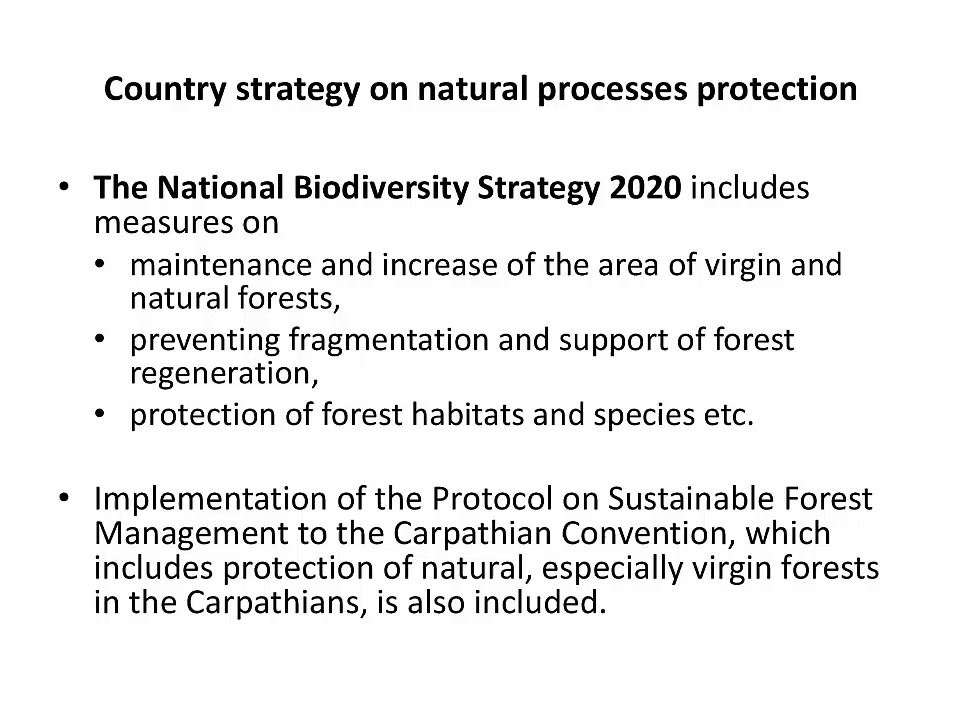 Country strategy on natural processes protection
• The National Biodiversity Strategy 2020 includes
measures on
• maintenance and increase of the area of virgin and
natural forests,
• preventing fragmentation and support of forest
regeneration,
• protection of forest habitats and species etc.
• Implementation of the Protocol on Sustainable Forest
Management to the Carpathian Convention, which
includes protection of natural, especially virgin forests
in the Carpathians, is also included.